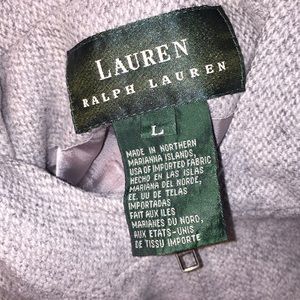 LAUREN
RALPH LAUREN
L
MADE IN NORTHERN
MARIANNA ISLANDS,
USA OF IMPORTED FABRIC
HECHO EN LAS ISLAS
MARIANA DEL NORDE,
EE. UU DE TELAS
IMPORTADAS
FAIT AUX ILES
MARIANES DU NORD,
AUX ETATS-UNIS
DE TISSU IMPORTE